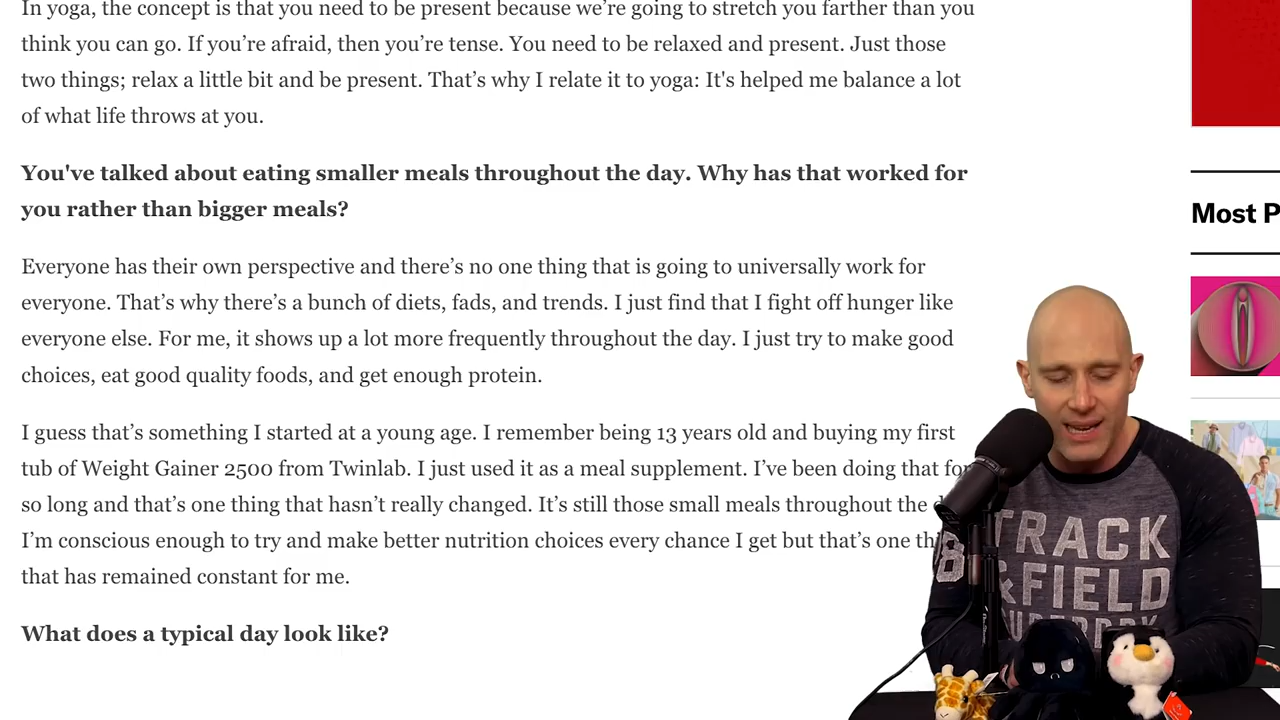 In yoga, the concept is that you need to be present because we’re going to stretch you farther than you
think you can go. If you’re afraid, then you’re tense. You need to be relaxed and present. Just those
two things; relax a little bit and be present. That’s why I relate it to yoga: It's helped me balance a lot
of what life throws at you.
You've talked about eating smaller meals throughout the day. Why has that worked for
you rather than bigger meals?
Everyone has their own perspective and there’s no one thing that is going to universally work for
everyone. That’s why there’s a bunch of diets, fads, and trends. I just find that I fight off hunger like
everyone else. For me, it shows up a lot more frequently throughout the day. I just try to make good
choices, eat good quality foods, and get enough protein.
I guess that’s something I started at a young age. I remember being 13 years old and buying my first
tub of Weight Gainer 2500 from Twinlab. I just used it as a meal supplement. I’ve been doing that for
so long and that’s one thing that hasn’t really changed. It’s still those small meals throughout the
I’m conscious enough to try and make better nutrition choices every chance I get but that’s one
that has remained constant for me.
What does a typical day look like?
Most P
TRACK
&FIELD